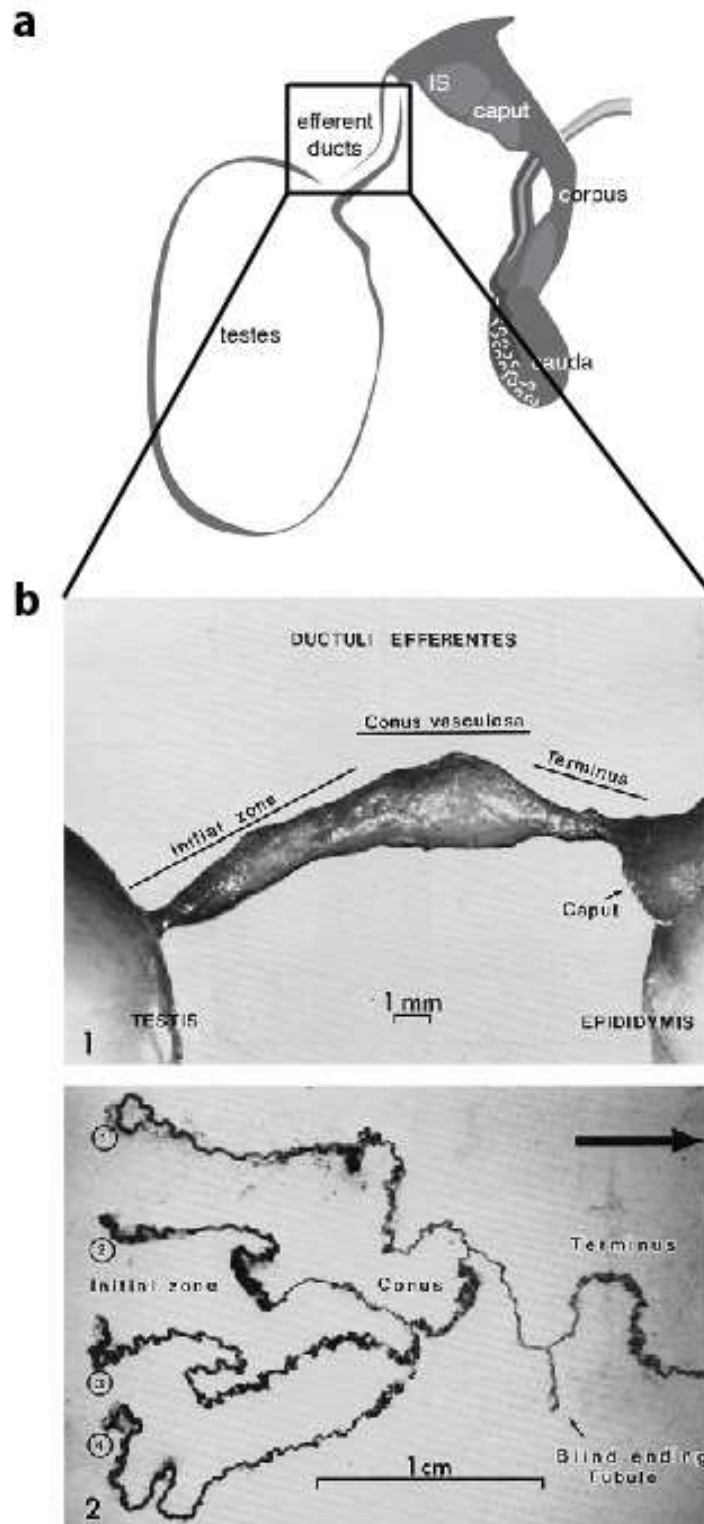 a
IS
efferent
ducts
caput
corpus
testes
cauda
b
DUCTULI EFFERENTES
Conus vasculosa
Initial zone
Terminus
Caput
1 mm
TESTIS
EPIDIDYMIS
1
1
2
Terminus
Initial zone
Conus
3
4
Blind ending
Tubule
1cm
2